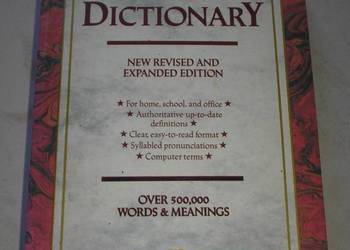 DICTIONARY
NEW REVISED AND
EXPANDED EDITION
★ For home, school, and office ★
★ Authoritative up-to-date
definitions ★
★ Clear, easy-to-read format ★
★ Syllabled pronunciations ★
★ Computer terms ★
OVER 500,000
WORDS & MEANINGS